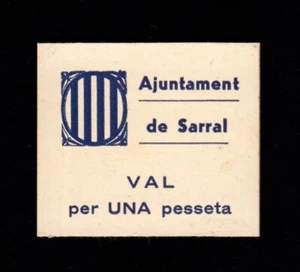 Ajuntament
de Sarral
VAL
per UNA pesseta